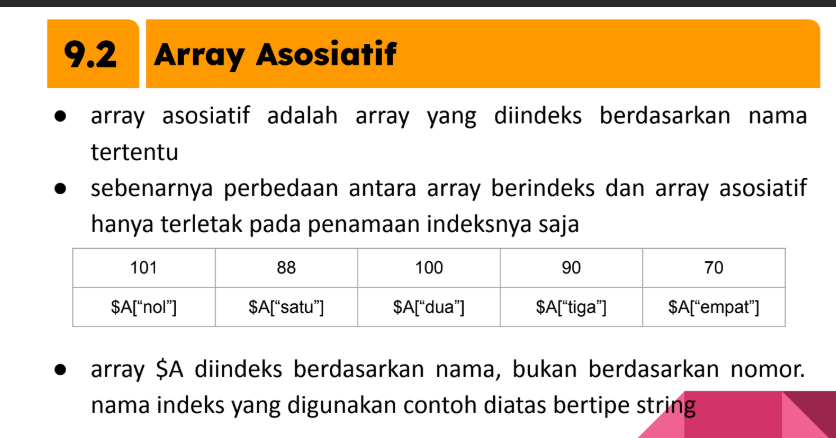 9.2 Array Asosiatif
● array asosiatif adalah array yang diindeks berdasarkan nama
tertentu
● sebenarnya perbedaan antara array berindeks dan array asosiatif
hanya terletak pada penamaan indeksnya saja
101 88 100 90 70
$A[“nol”] $A[“satu”] $A[“dua”] $A[“tiga”] $A[“empat”]
● array $A diindeks berdasarkan nama, bukan berdasarkan nomor.
nama indeks yang digunakan contoh diatas bertipe string